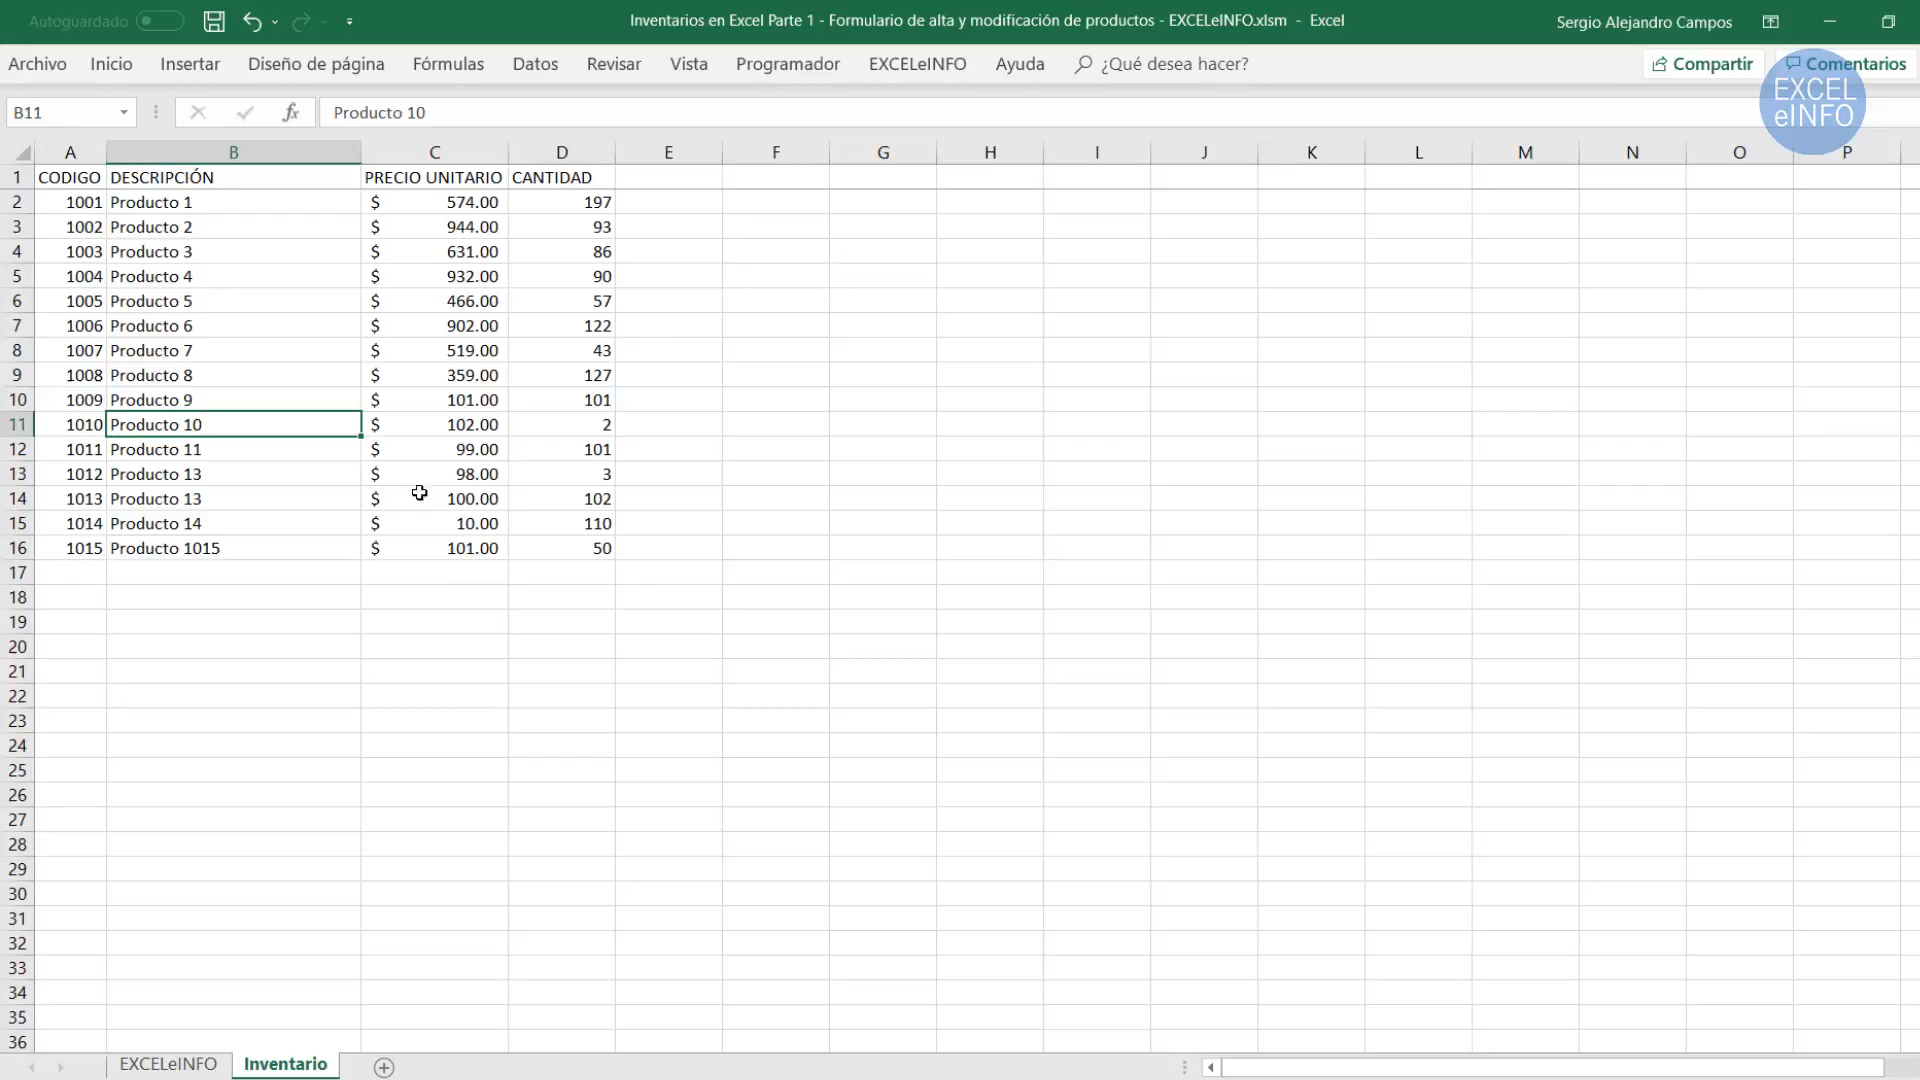 Autoguardado
Inventarios en Excel Parte 1 - Formulario de alta y modificación de productos - EXCELeINFO.xlsm - Excel
Sergio Alejandro Campos
Archivo Inicio Insertar Diseño de página Fórmulas Datos Revisar Vista Programador EXCELeINFO Ayuda ¿Qué desea hacer? Compartir Comentarios
EXCEL
eINFO
B11 fx Producto 10
A B C D E F G H I J K L M N O P
1 CODIGO DESCRIPCIÓN PRECIO UNITARIO CANTIDAD
2 1001 Producto 1 $ 574.00 197
3 1002 Producto 2 $ 944.00 93
4 1003 Producto 3 $ 631.00 86
5 1004 Producto 4 $ 932.00 90
6 1005 Producto 5 $ 466.00 57
7 1006 Producto 6 $ 902.00 122
8 1007 Producto 7 $ 519.00 43
9 1008 Producto 8 $ 359.00 127
10 1009 Producto 9 $ 101.00 101
11 1010 Producto 10 $ 102.00 2
12 1011 Producto 11 $ 99.00 101
13 1012 Producto 13 $ 98.00 3
14 1013 Producto 13 $ 100.00 102
15 1014 Producto 14 $ 10.00 110
16 1015 Producto 1015 $ 101.00 50
17
18
19
20
21
22
23
24
25
26
27
28
29
30
31
32
33
34
35
36
EXCELeINFO Inventario